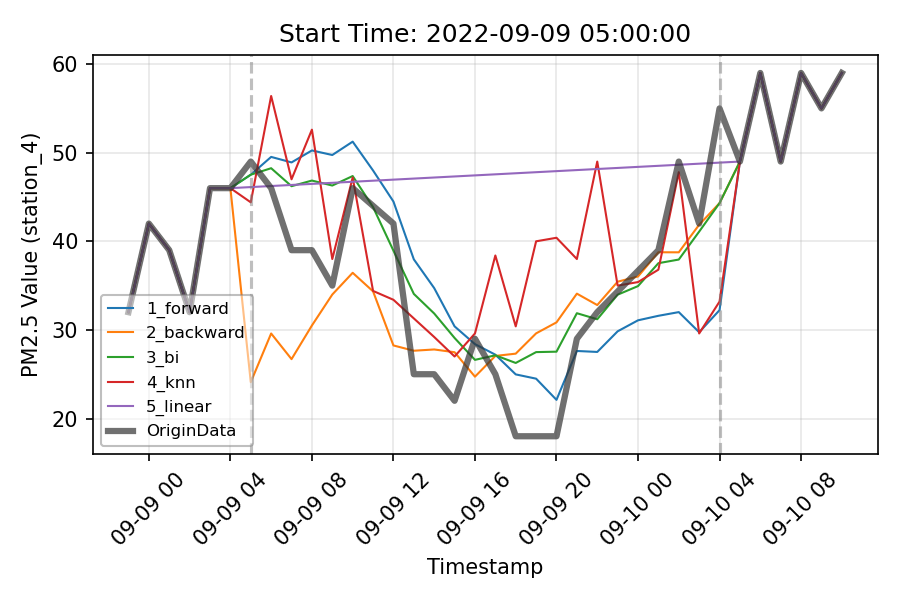 Start Time: 2022-09-09 05:00:00
PM2.5 Value (station_4)
60
50
40
30
20
1_forward
2_backward
3_bi
4_knn
5_linear
OriginData
09-09 00
09-09 04
09-09 08
09-09 12
09-09 16
09-09 20
09-10 00
09-10 04
09-10 08
Timestamp